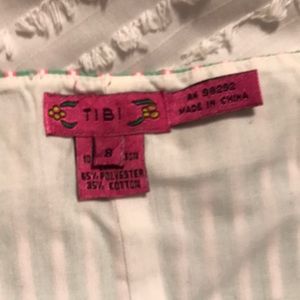 TIBI
RN 98292
MADE IN CHINA
8
65% POLYESTER
35% COTTON